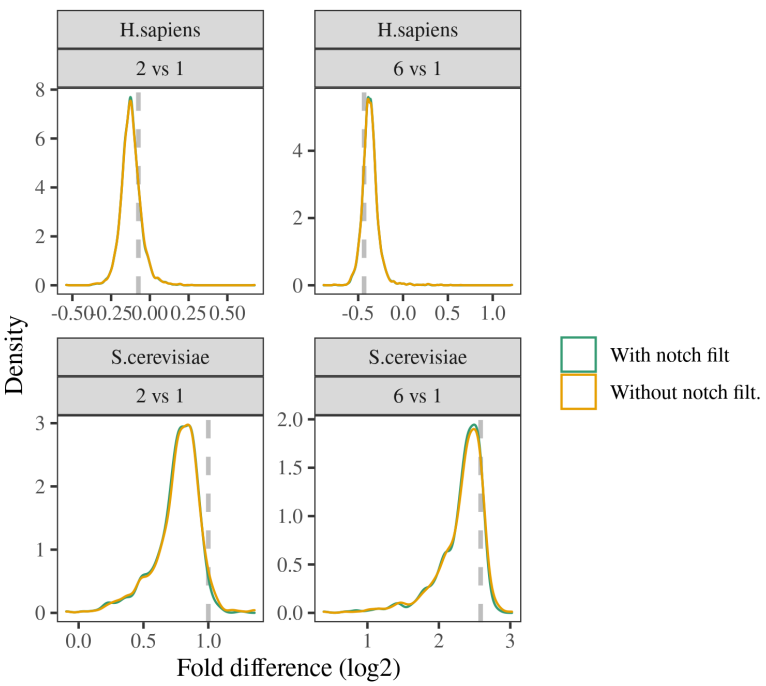 H.sapiens H.sapiens
2 vs 1 6 vs 1
8
6
4
2
0
4
2
0
-0.50 -0.25 0.00 0.25 0.50
-0.5 0.0 0.5 1.0
Density
S.cerevisiae S.cerevisiae
2 vs 1 6 vs 1
3
2
1
0
2.0
1.5
1.0
0.5
0.0
0.0 0.5 1.0
1 2 3
Fold difference (log2)
With notch filt
Without notch filt.